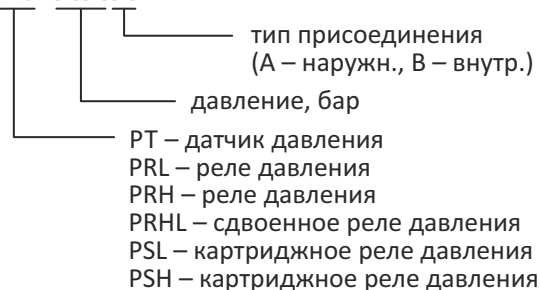 тип присоединения
(А – наружн., В – внутр.)
давление, бар
PT – датчик давления
PRL – реле давления
PRH – реле давления
PRHL – сдвоенное реле давления
PSL – картриджное реле давления
PSH – картриджное реле давления